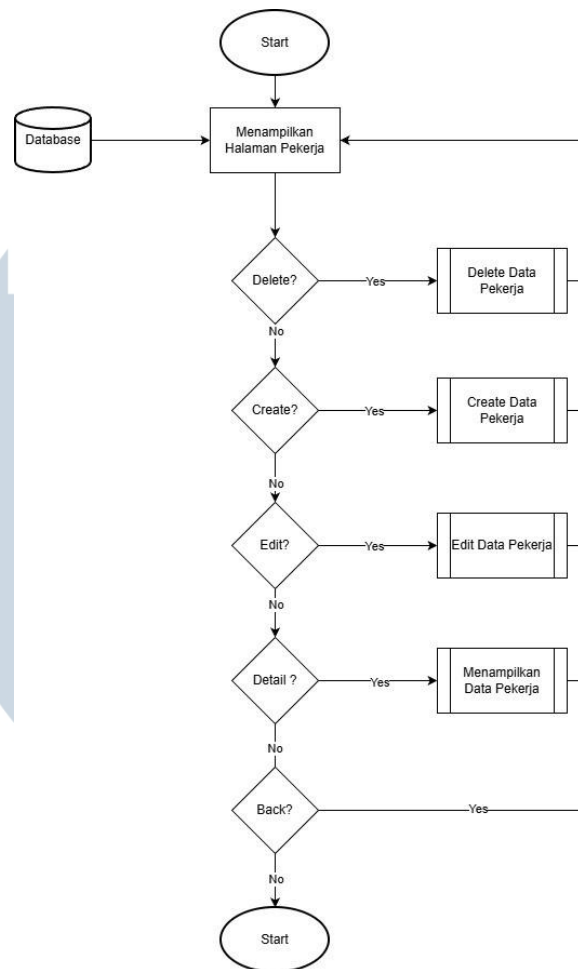 Start
Database
Menampilkan
Halaman Pekerja
Delete?
Yes
Delete Data
Pekerja
No
Create?
Yes
Create Data
Pekerja
No
Edit?
Yes
Edit Data Pekerja
No
Detail ?
Yes
Menampilkan
Data Pekerja
No
Back?
Yes
No
Start